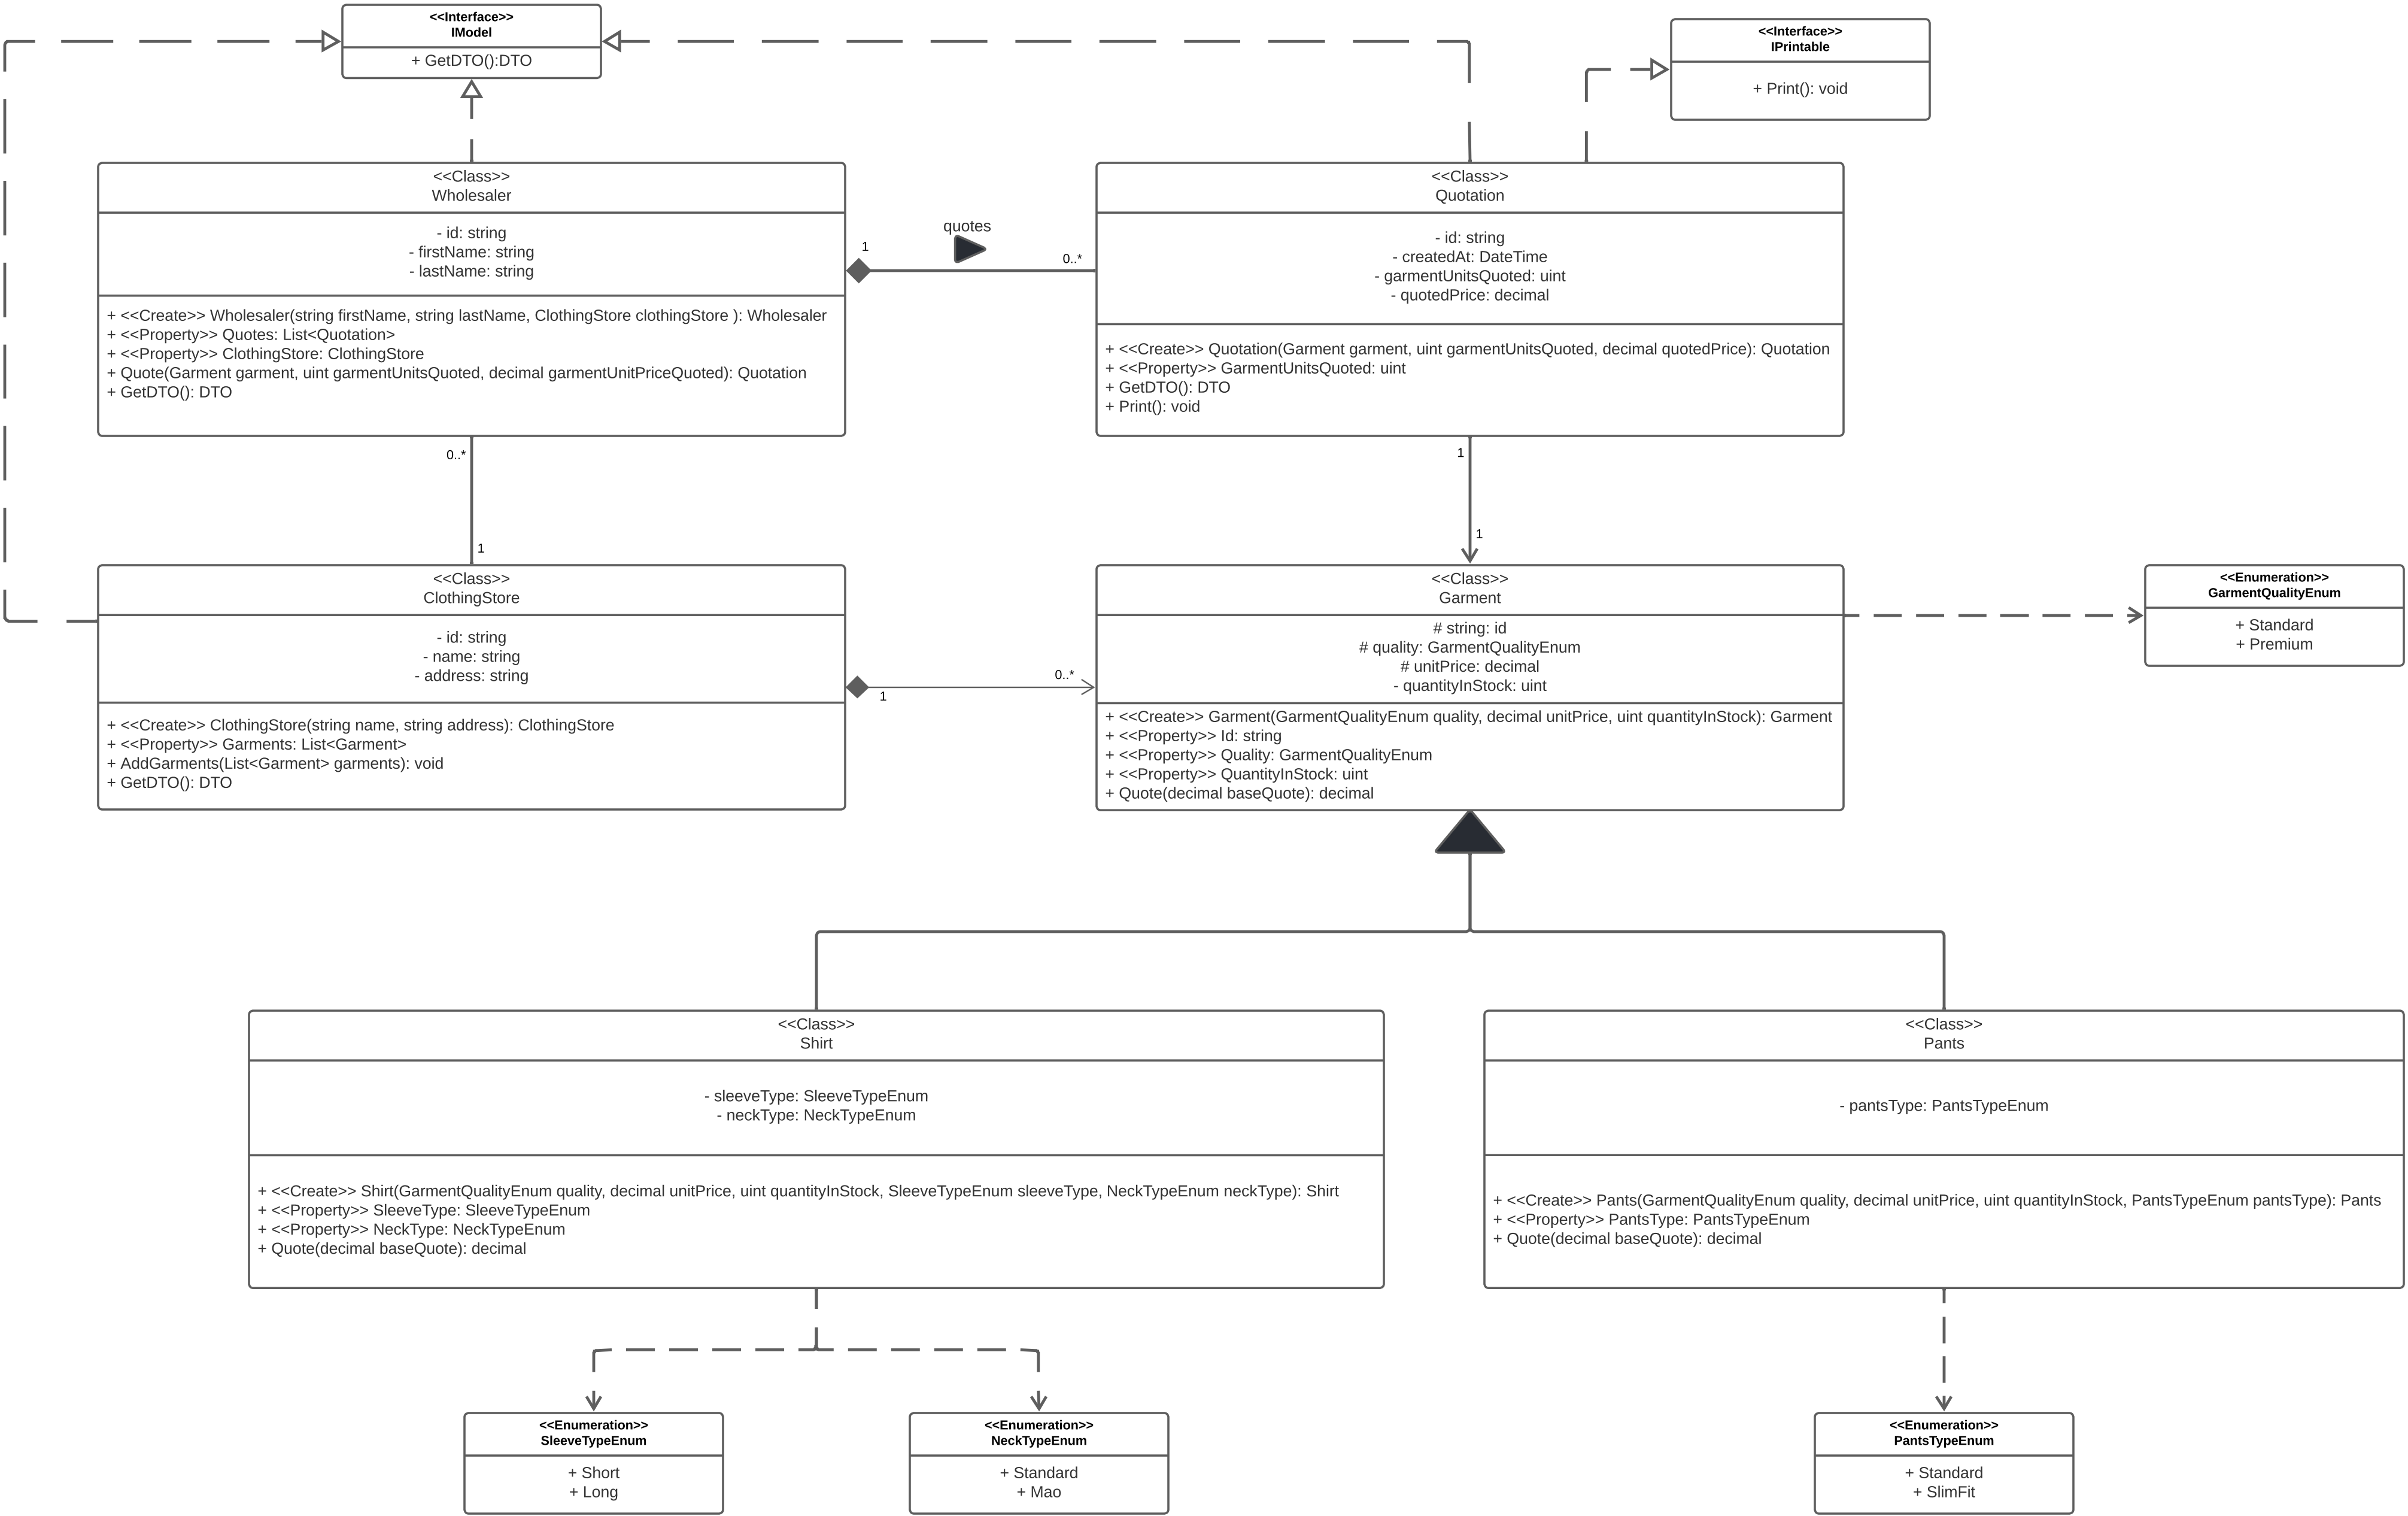 <<Interface>>
IModel
+ GetDTO():DTO
<<Interface>>
IPrintable
+ Print(): void
<<Class>>
Wholesaler
- id: string
- firstName: string
- lastName: string
+ <<Create>> Wholesaler(string firstName, string lastName, ClothingStore clothingStore ): Wholesaler
+ <<Property>> Quotes: List<Quotation>
+ <<Property>> ClothingStore: ClothingStore
+ Quote(Garment garment, uint garmentUnitsQuoted, decimal garmentUnitPriceQuoted): Quotation
+ GetDTO(): DTO
quotes
1
0..*
<<Class>>
Quotation
- id: string
- createdAt: DateTime
- garmentUnitsQuoted: uint
- quotedPrice: decimal
+ <<Create>> Quotation(Garment garment, uint garmentUnitsQuoted, decimal quotedPrice): Quotation
+ <<Property>> GarmentUnitsQuoted: uint
+ GetDTO(): DTO
+ Print(): void
0..*
1
1
1
<<Class>>
ClothingStore
- id: string
- name: string
- address: string
+ <<Create>> ClothingStore(string name, string address): ClothingStore
+ <<Property>> Garments: List<Garment>
+ AddGarments(List<Garment> garments): void
+ GetDTO(): DTO
1
0..*
<<Class>>
Garment
# string: id
# quality: GarmentQualityEnum
# unitPrice: decimal
- quantityInStock: uint
+ <<Create>> Garment(GarmentQualityEnum quality, decimal unitPrice, uint quantityInStock): Garment
+ <<Property>> Id: string
+ <<Property>> Quality: GarmentQualityEnum
+ <<Property>> QuantityInStock: uint
+ Quote(decimal baseQuote): decimal
<<Enumeration>>
GarmentQualityEnum
+ Standard
+ Premium
<<Class>>
Shirt
- sleeveType: SleeveTypeEnum
- neckType: NeckTypeEnum
+ <<Create>> Shirt(GarmentQualityEnum quality, decimal unitPrice, uint quantityInStock, SleeveTypeEnum sleeveType, NeckTypeEnum neckType): Shirt
+ <<Property>> SleeveType: SleeveTypeEnum
+ <<Property>> NeckType: NeckTypeEnum
+ Quote(decimal baseQuote): decimal
<<Class>>
Pants
- pantsType: PantsTypeEnum
+ <<Create>> Pants(GarmentQualityEnum quality, decimal unitPrice, uint quantityInStock, PantsTypeEnum pantsType): Pants
+ <<Property>> PantsType: PantsTypeEnum
+ Quote(decimal baseQuote): decimal
<<Enumeration>>
SleeveTypeEnum
+ Short
+ Long
<<Enumeration>>
NeckTypeEnum
+ Standard
+ Mao
<<Enumeration>>
PantsTypeEnum
+ Standard
+ SlimFit